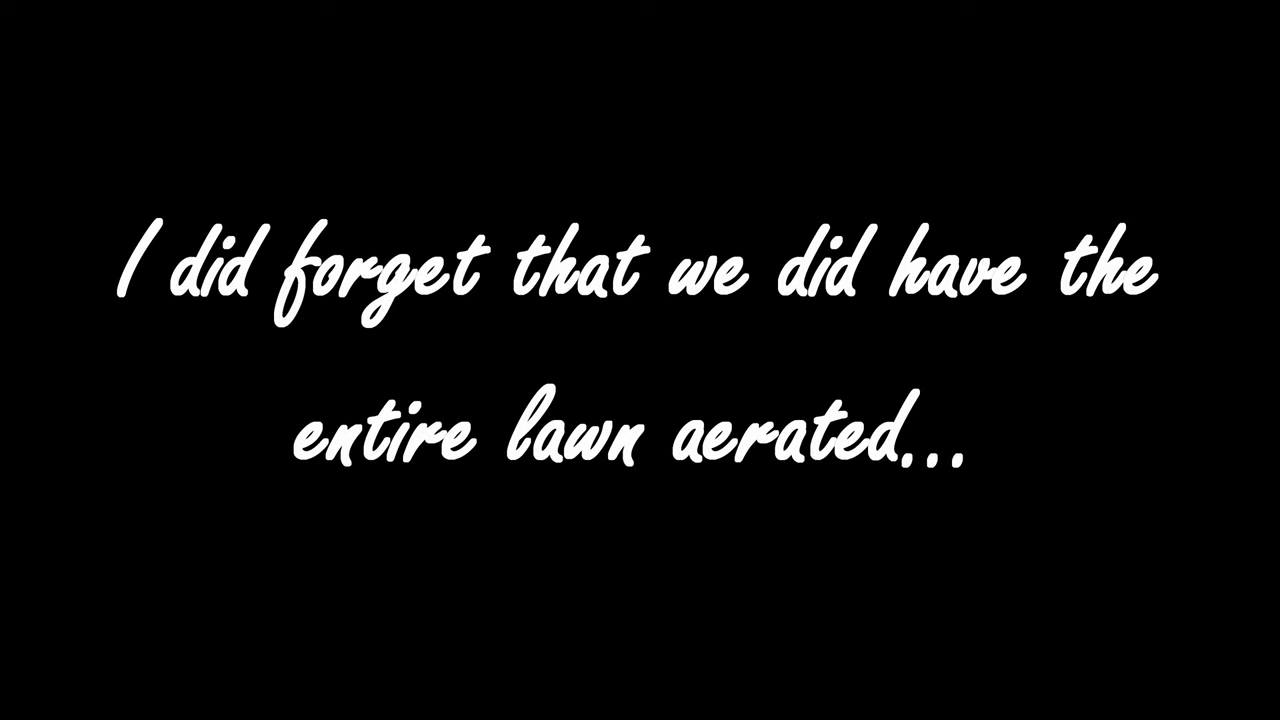 I did forget that we did have the
entire lawn aerated...